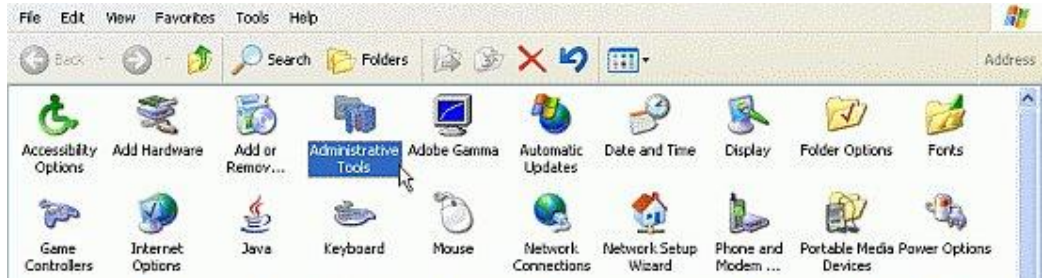 File Edit View Favorites Tools Help
Back Search Folders Address
Accessibility Options
Add Hardware
Add or Remov...
Administrative Tools
Adobe Gamma
Automatic Updates
Date and Time
Display
Folder Options
Fonts
Game Controllers
Internet Options
Java
Keyboard
Mouse
Network Connections
Network Setup Wizard
Phone and Modem ...
Portable Media Devices
Power Options